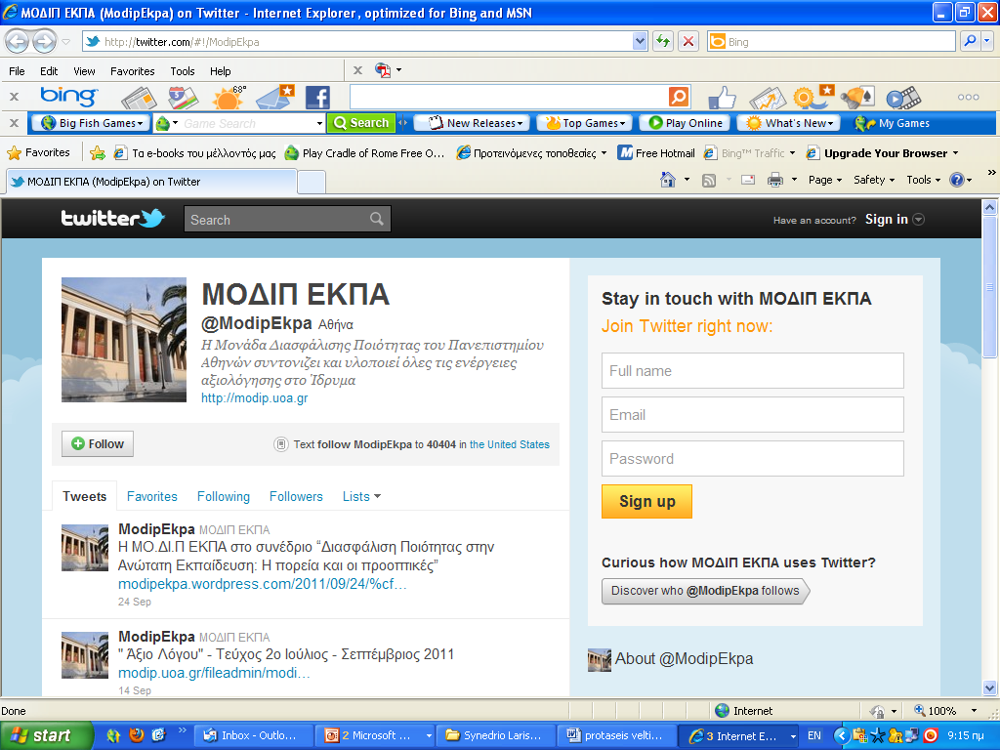 ΜΟΔΙΠ ΕΚΠΑ (ModipEkpa) on Twitter - Internet Explorer, optimized for Bing and MSN
http://twitter.com/#!/ModipEkpa
Bing
File Edit View Favorites Tools Help
bing 68°
Big Fish Games Game Search Search New Releases Top Games Play Online What's New My Games
Favorites Τα e-books του μέλλοντός μας Play Cradle of Rome Free O... Προτεινόμενες τοποθεσίες Free Hotmail Bing™ Traffic Upgrade Your Browser
ΜΟΔΙΠ ΕΚΠΑ (ModipEkpa) on Twitter
Page Safety Tools
twitter Search Have an account? Sign in
ΜΟΔΙΠ ΕΚΠΑ
@ModipEkpa Αθήνα
Η Μονάδα Διασφάλισης Ποιότητας του Πανεπιστημίου
Αθηνών συντονιζει και υλοποιεί όλες τις ενέργειες
αξιολόγησης στο Ίδρυμα
http://modip.uoa.gr
Follow
Text follow ModipEkpa to 40404 in the United States
Tweets Favorites Following Followers Lists
ModipEkpa ΜΟΔΙΠ ΕΚΠΑ
Η ΜΟ.ΔΙ.Π ΕΚΠΑ στο συνέδριο “Διασφάλιση Ποιότητας στην
Ανώτατη Εκπαίδευση: Η πορεία και οι προοπτικές”
modipekpa.wordpress.com/2011/09/24/%cf…
24 Sep
ModipEkpa ΜΟΔΙΠ ΕΚΠΑ
" Άξιο Λόγου" - Τεύχος 2ο Ιούλιος - Σεπτέμβριος 2011
modip.uoa.gr/fileadmin/modi…
14 Sep
Stay in touch with ΜΟΔΙΠ ΕΚΠΑ
Join Twitter right now:
Full name
Email
Password
Sign up
Curious how ΜΟΔΙΠ ΕΚΠΑ uses Twitter?
Discover who @ModipEkpa follows
About @ModipEkpa
Done Internet 100%
start Inbox - Outlo... 2 Microsoft ... Synedrio Laris... protaseis velti... 3 Internet E... EN 9:15 πμ